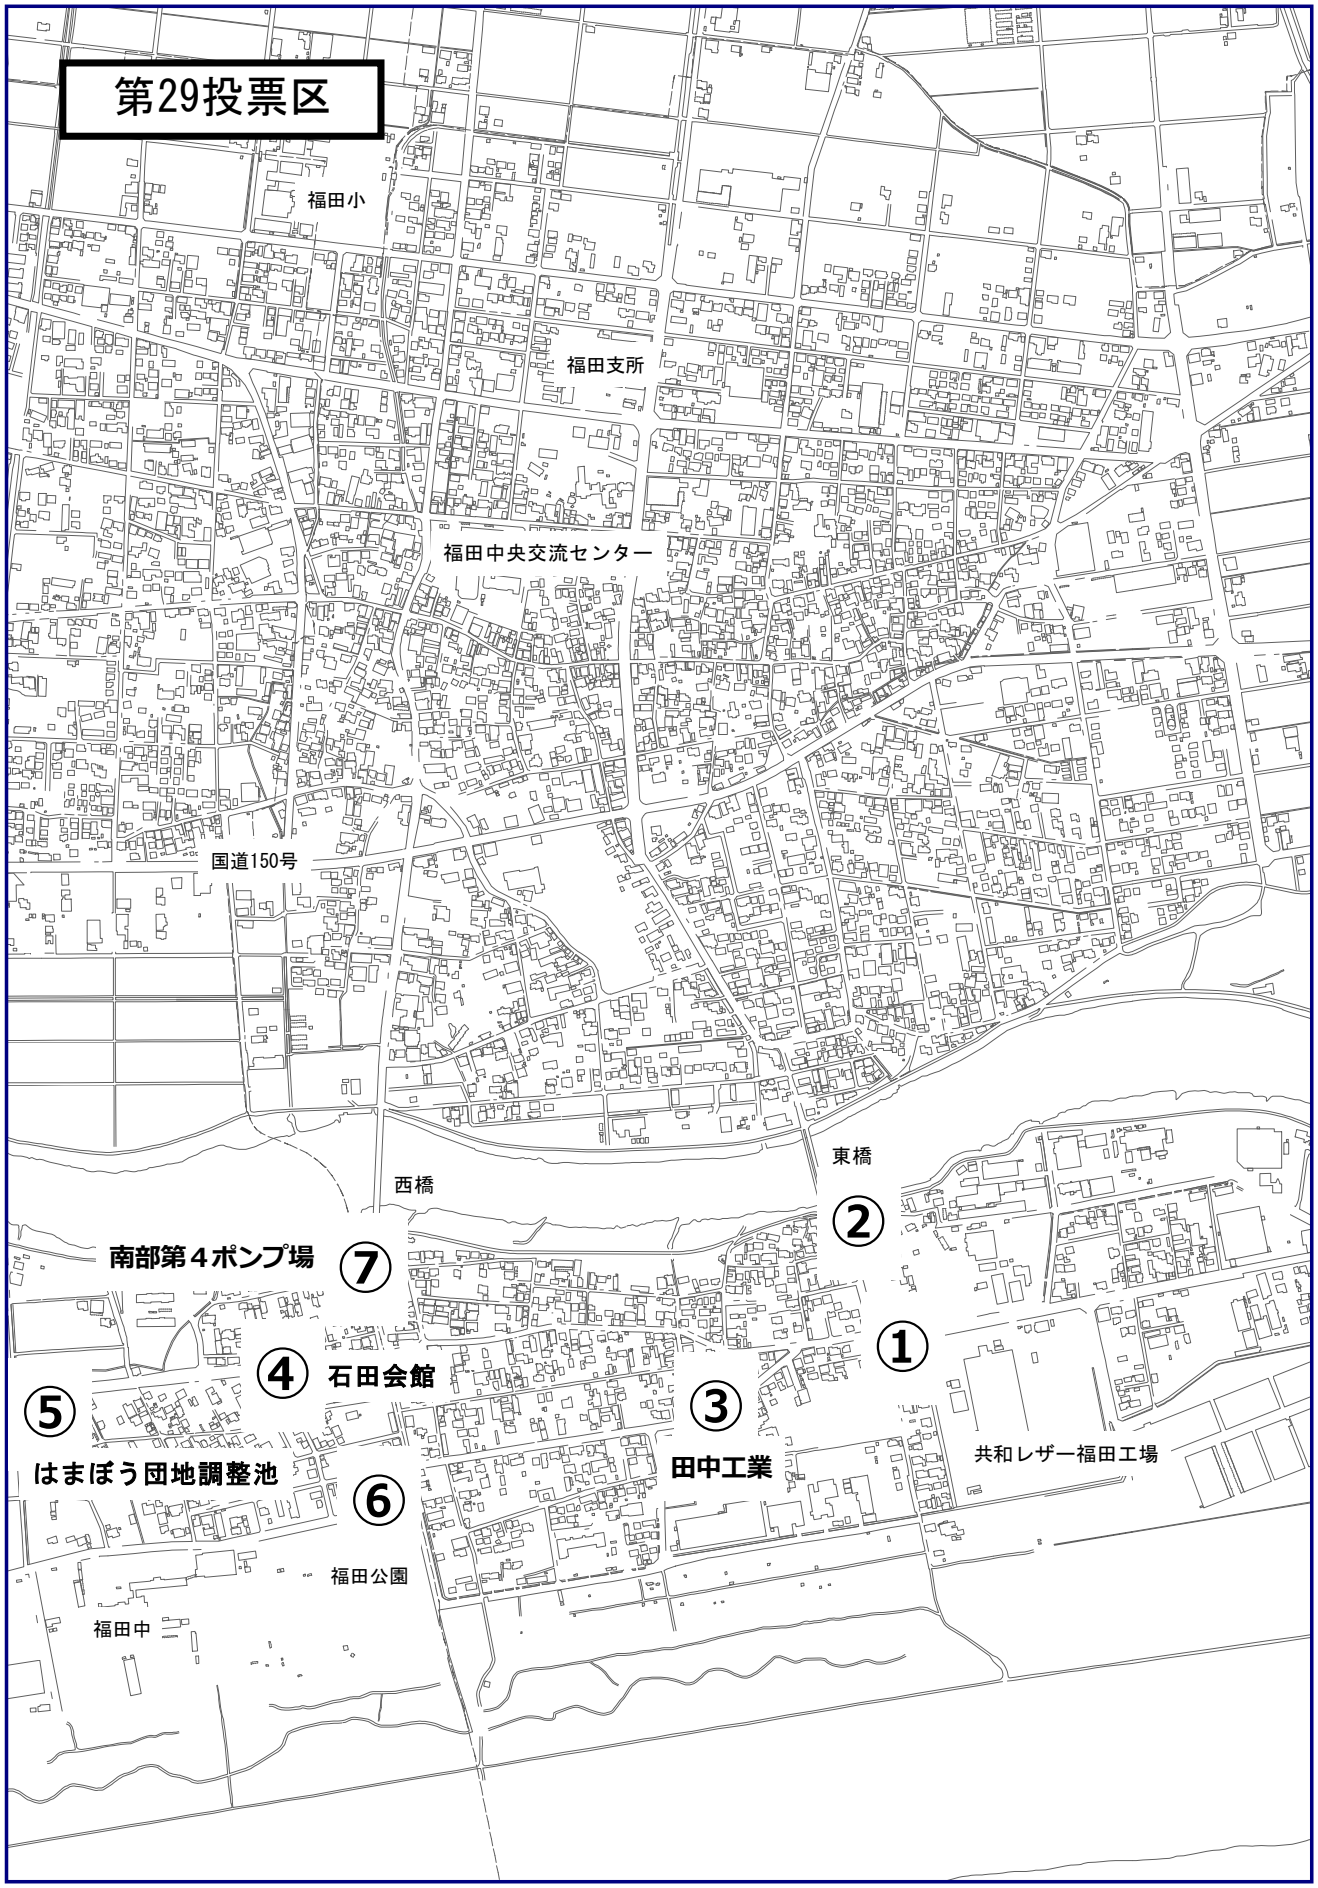 第29投票区
福田小
福田支所
福田中央交流センター
国道150号
東橋
西橋
②
南部第４ポンプ場
⑦
①
④
石田会館
⑤
③
共和レザー福田工場
田中工業
はまぼう団地調整池
⑥
福田公園
福田中